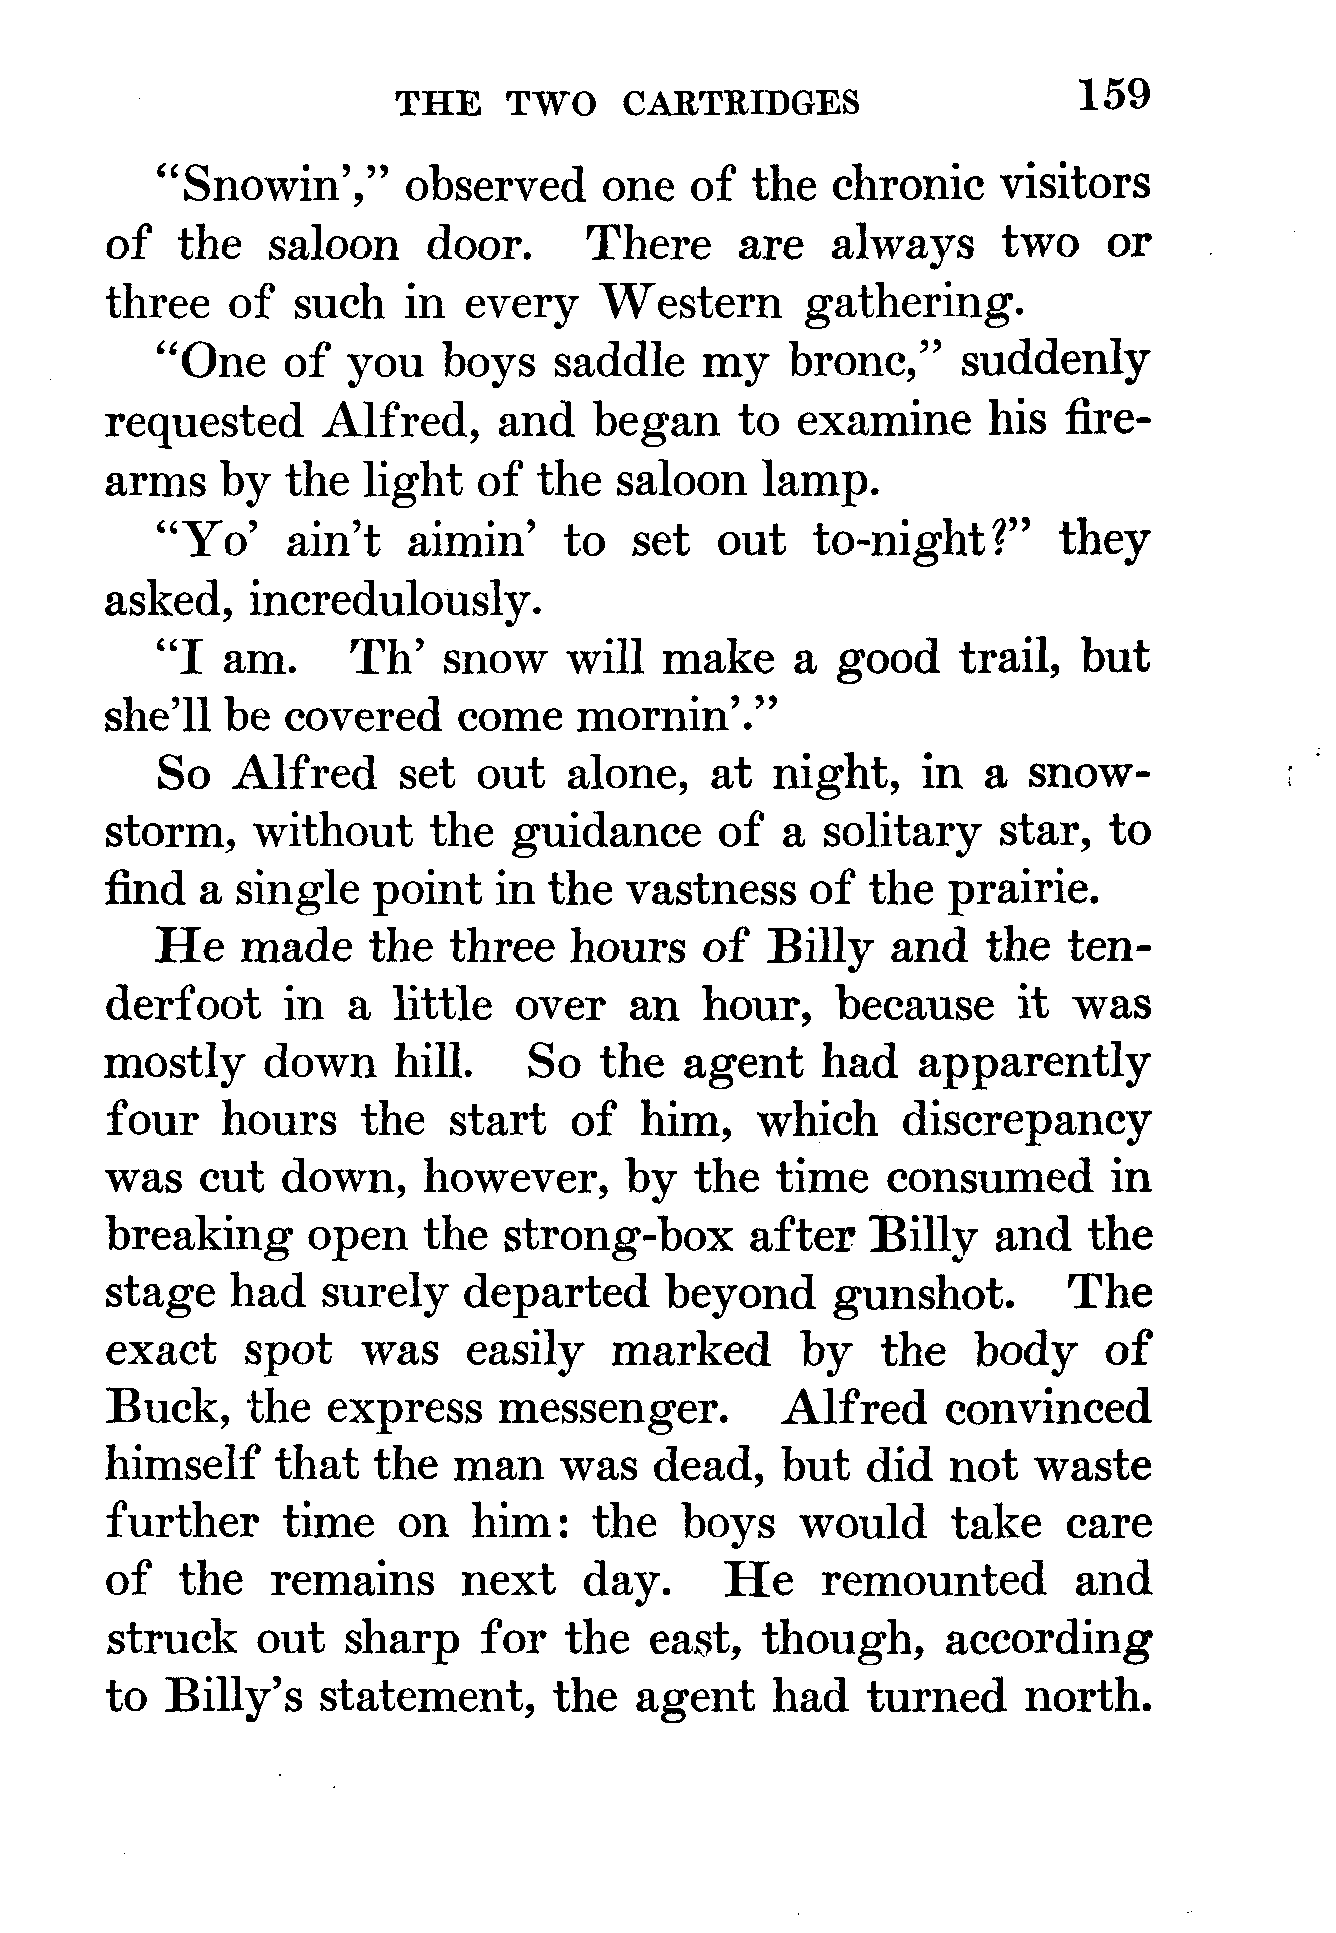 THE TWO CARTRIDGES 159
“Snowin’,” observed one of the chronic visitors
of the saloon door. There are always two or
three of such in every Western gathering.
“One of you boys saddle my bronc,” suddenly
requested Alfred, and began to examine his fire-
arms by the light of the saloon lamp.
“Yo’ ain’t aimin’ to set out to-night?” they
asked, incredulously.
“I am. Th’ snow will make a good trail, but
she’ll be covered come mornin’.”
So Alfred set out alone, at night, in a snow-
storm, without the guidance of a solitary star, to
find a single point in the vastness of the prairie.
He made the three hours of Billy and the ten-
derfoot in a little over an hour, because it was
mostly down hill. So the agent had apparently
four hours the start of him, which discrepancy
was cut down, however, by the time consumed in
breaking open the strong-box after Billy and the
stage had surely departed beyond gunshot. The
exact spot was easily marked by the body of
Buck, the express messenger. Alfred convinced
himself that the man was dead, but did not waste
further time on him: the boys would take care
of the remains next day. He remounted and
struck out sharp for the east, though, according
to Billy’s statement, the agent had turned north.